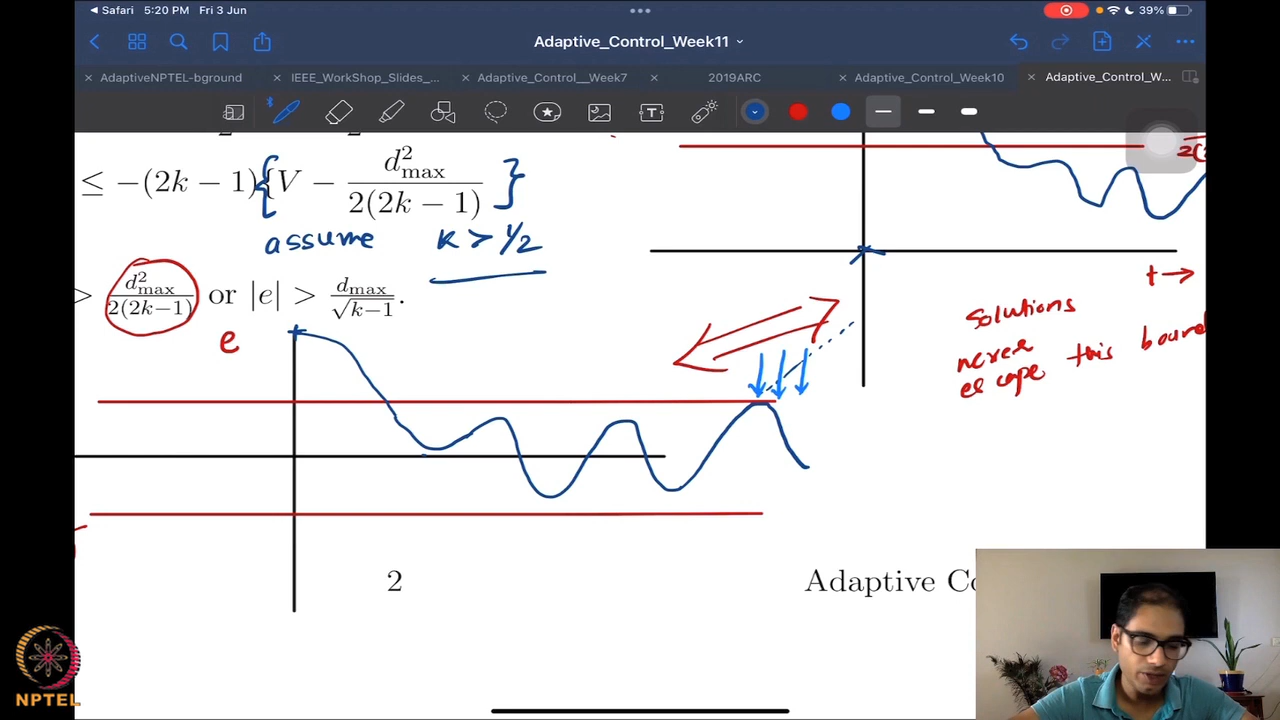 Safari 5:20 PM Fri 3 Jun 39%
Adaptive_Control_Week11
AdaptiveNPTEL-bground IEEE_WorkShop_Slides_... Adaptive_Control__Week7 2019ARC Adaptive_Control_Week10 Adaptive_Control_W...
≤ −(2k − 1){V − d²max / 2(2k − 1)}
assume k > 1/2
> d²max / 2(2k−1) or |e| > dmax / √k−1.
e
t →
Solutions
never
escape this bound
2 Adaptive Co
NPTEL